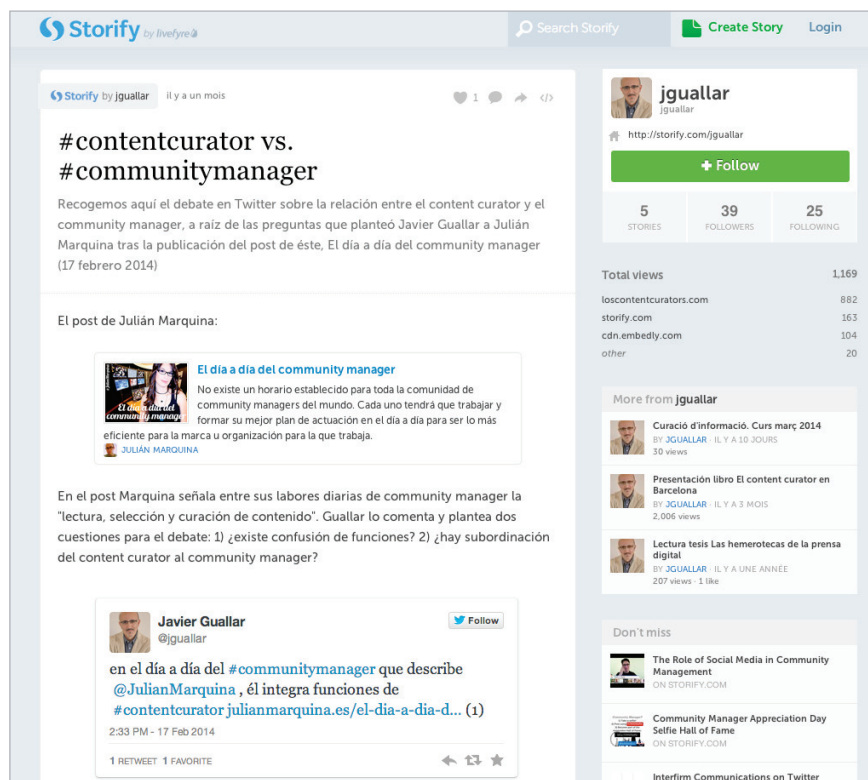 Storify by livefyre
Search Storify
Create Story
Login
Storify by jguallar
il y a un mois
1
#contentcurator vs.
#communitymanager
Recogemos aquí el debate en Twitter sobre la relación entre el content curator y el
community manager, a raíz de las preguntas que planteó Javier Guallar a Julián
Marquina tras la publicación del post de éste, El día a día del community manager
(17 febrero 2014)
El post de Julián Marquina:
El día a día del
community manager
El día a día del community manager
No existe un horario establecido para toda la comunidad de
community managers del mundo. Cada uno tendrá que trabajar y
formar su mejor plan de actuación en el día a día para ser lo más
eficiente para la marca u organización para la que trabaja.
JULIÁN MARQUINA
En el post Marquina señala entre sus labores diarias de community manager la
"lectura, selección y curación de contenido". Guallar lo comenta y plantea dos
cuestiones para el debate: 1) ¿existe confusión de funciones? 2) ¿hay subordinación
del content curator al community manager?
Javier Guallar
@jguallar
Follow
en el día a día del #communitymanager que describe
@JulianMarquina , él integra funciones de
#contentcurator julianmarquina.es/el-dia-a-dia-d... (1)
2:33 PM - 17 Feb 2014
1 RETWEET 1 FAVORITE
jguallar
jguallar
http://storify.com/jguallar
+ Follow
5 39 25
STORIES FOLLOWERS FOLLOWING
Total views 1,169
loscontentcurators.com 882
storify.com 163
cdn.embedly.com 104
other 20
More from jguallar
Curació d'informació. Curs març 2014
BY JGUALLAR · IL Y A 10 JOURS
30 views
Presentación libro El content curator en
Barcelona
BY JGUALLAR · IL Y A 3 MOIS
2,006 views
Lectura tesis Las hemerotecas de la prensa
digital
BY JGUALLAR · IL Y A UNE ANNÉE
207 views · 1 like
Don't miss
The Role of Social Media in Community
Management
ON STORIFY.COM
Community Manager Appreciation Day
Selfie Hall of Fame
ON STORIFY.COM
Interfirm Communications on Twitter